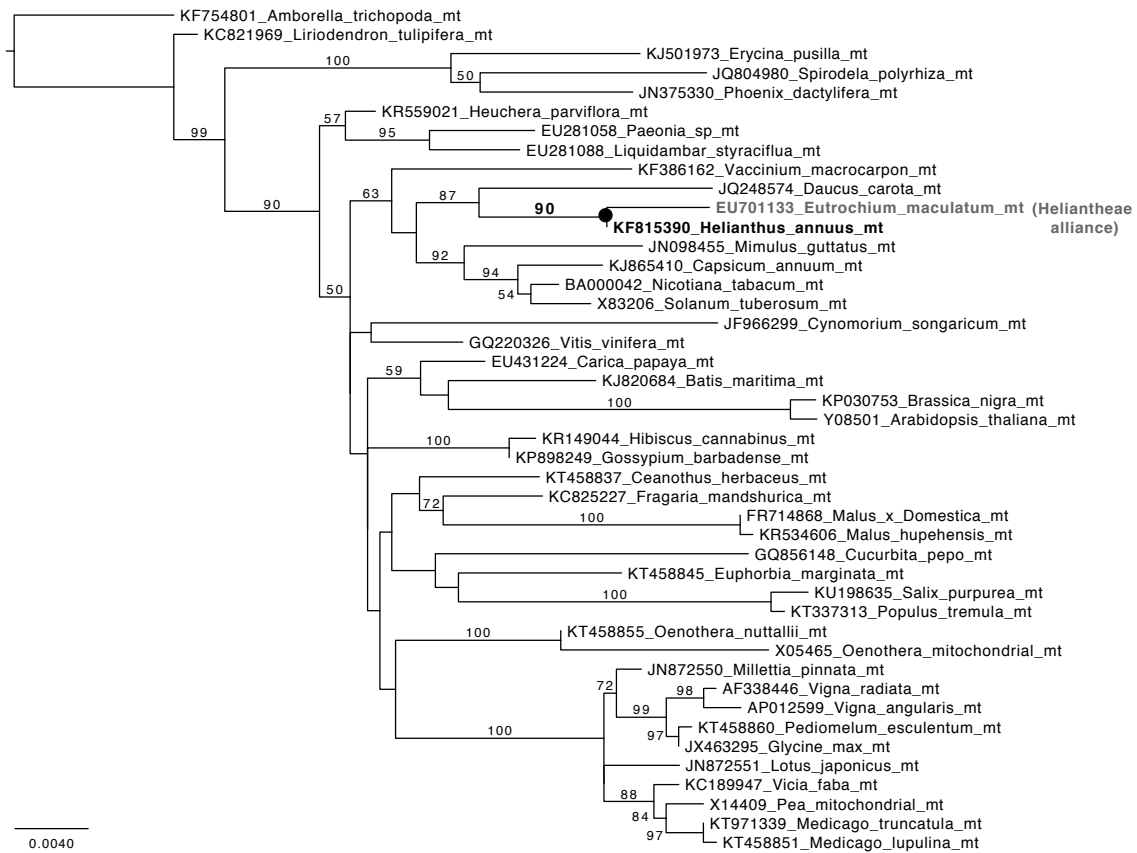 KF754801_Amborella_trichopoda_mt
KC821969_Liriodendron_tulipifera_mt
KJ501973_Erycina_pusilla_mt
100
JQ804980_Spirodela_polyrhiza_mt
50
JN375330_Phoenix_dactylifera_mt
KR559021_Heuchera_parviflora_mt
57
EU281058_Paeonia_sp_mt
99
95
EU281088_Liquidambar_styraciflua_mt
KF386162_Vaccinium_macrocarpon_mt
JQ248574_Daucus_carota_mt
63
87
90
90
EU701133_Eutrochium_maculatum_mt (Heliantheae
KF815390_Helianthus_annuus_mt alliance)
JN098455_Mimulus_guttatus_mt
92
KJ865410_Capsicum_annuum_mt
94
BA000042_Nicotiana_tabacum_mt
50
54
X83206_Solanum_tuberosum_mt
JF966299_Cynomorium_songaricum_mt
GQ220326_Vitis_vinifera_mt
EU431224_Carica_papaya_mt
59
KJ820684_Batis_maritima_mt
100
KP030753_Brassica_nigra_mt
Y08501_Arabidopsis_thaliana_mt
100
KR149044_Hibiscus_cannabinus_mt
KP898249_Gossypium_barbadense_mt
KT458837_Ceanothus_herbaceus_mt
KC825227_Fragaria_mandshurica_mt
72
100
FR714868_Malus_x_Domestica_mt
KR534606_Malus_hupehensis_mt
GQ856148_Cucurbita_pepo_mt
KT458845_Euphorbia_marginata_mt
100
KU198635_Salix_purpurea_mt
KT337313_Populus_tremula_mt
100
KT458855_Oenothera_nuttallii_mt
X05465_Oenothera_mitochondrial_mt
JN872550_Millettia_pinnata_mt
72
98
AF338446_Vigna_radiata_mt
99
AP012599_Vigna_angularis_mt
100
97
KT458860_Pediomelum_esculentum_mt
JX463295_Glycine_max_mt
JN872551_Lotus_japonicus_mt
KC189947_Vicia_faba_mt
88
X14409_Pea_mitochondrial_mt
84
KT971339_Medicago_truncatula_mt
97
KT458851_Medicago_lupulina_mt
0.0040